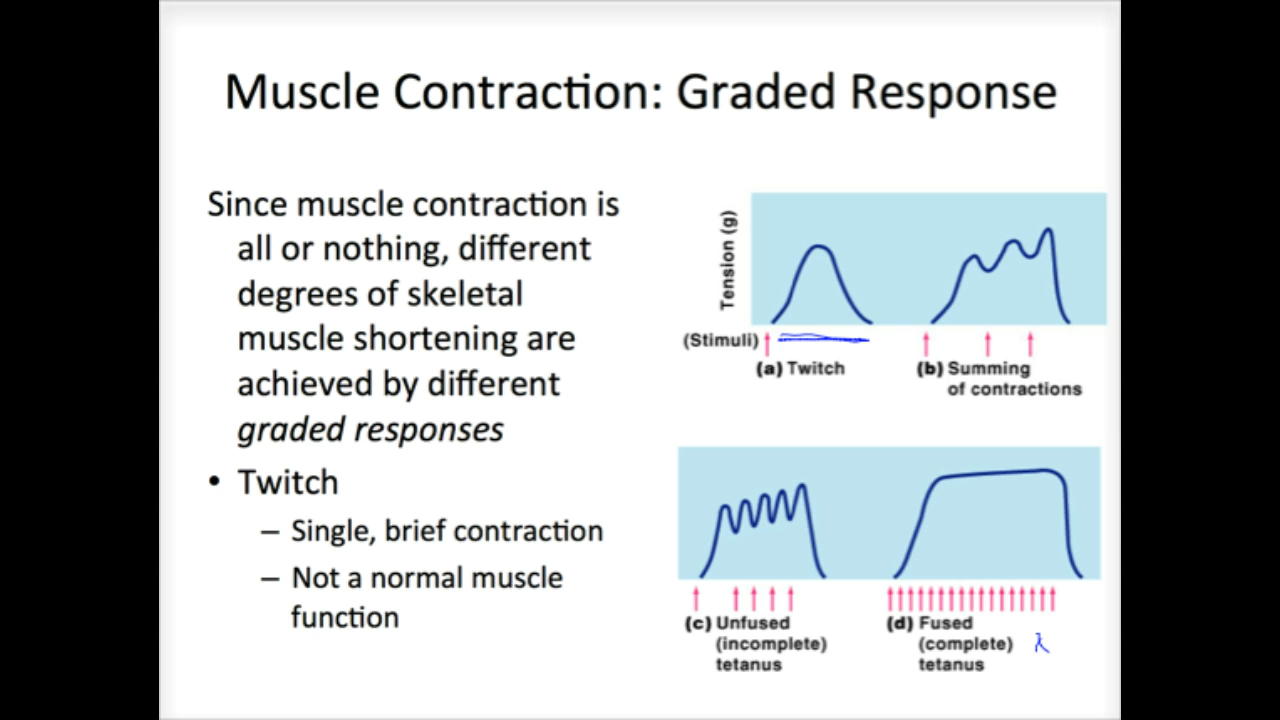 Muscle Contraction: Graded Response
Since muscle contraction is
all or nothing, different
degrees of skeletal
muscle shortening are
achieved by different
graded responses
• Twitch
– Single, brief contraction
– Not a normal muscle
function
Tension (g)
(Stimuli)
(a) Twitch
(b) Summing
of contractions
(c) Unfused
(incomplete)
tetanus
(d) Fused
(complete)
tetanus